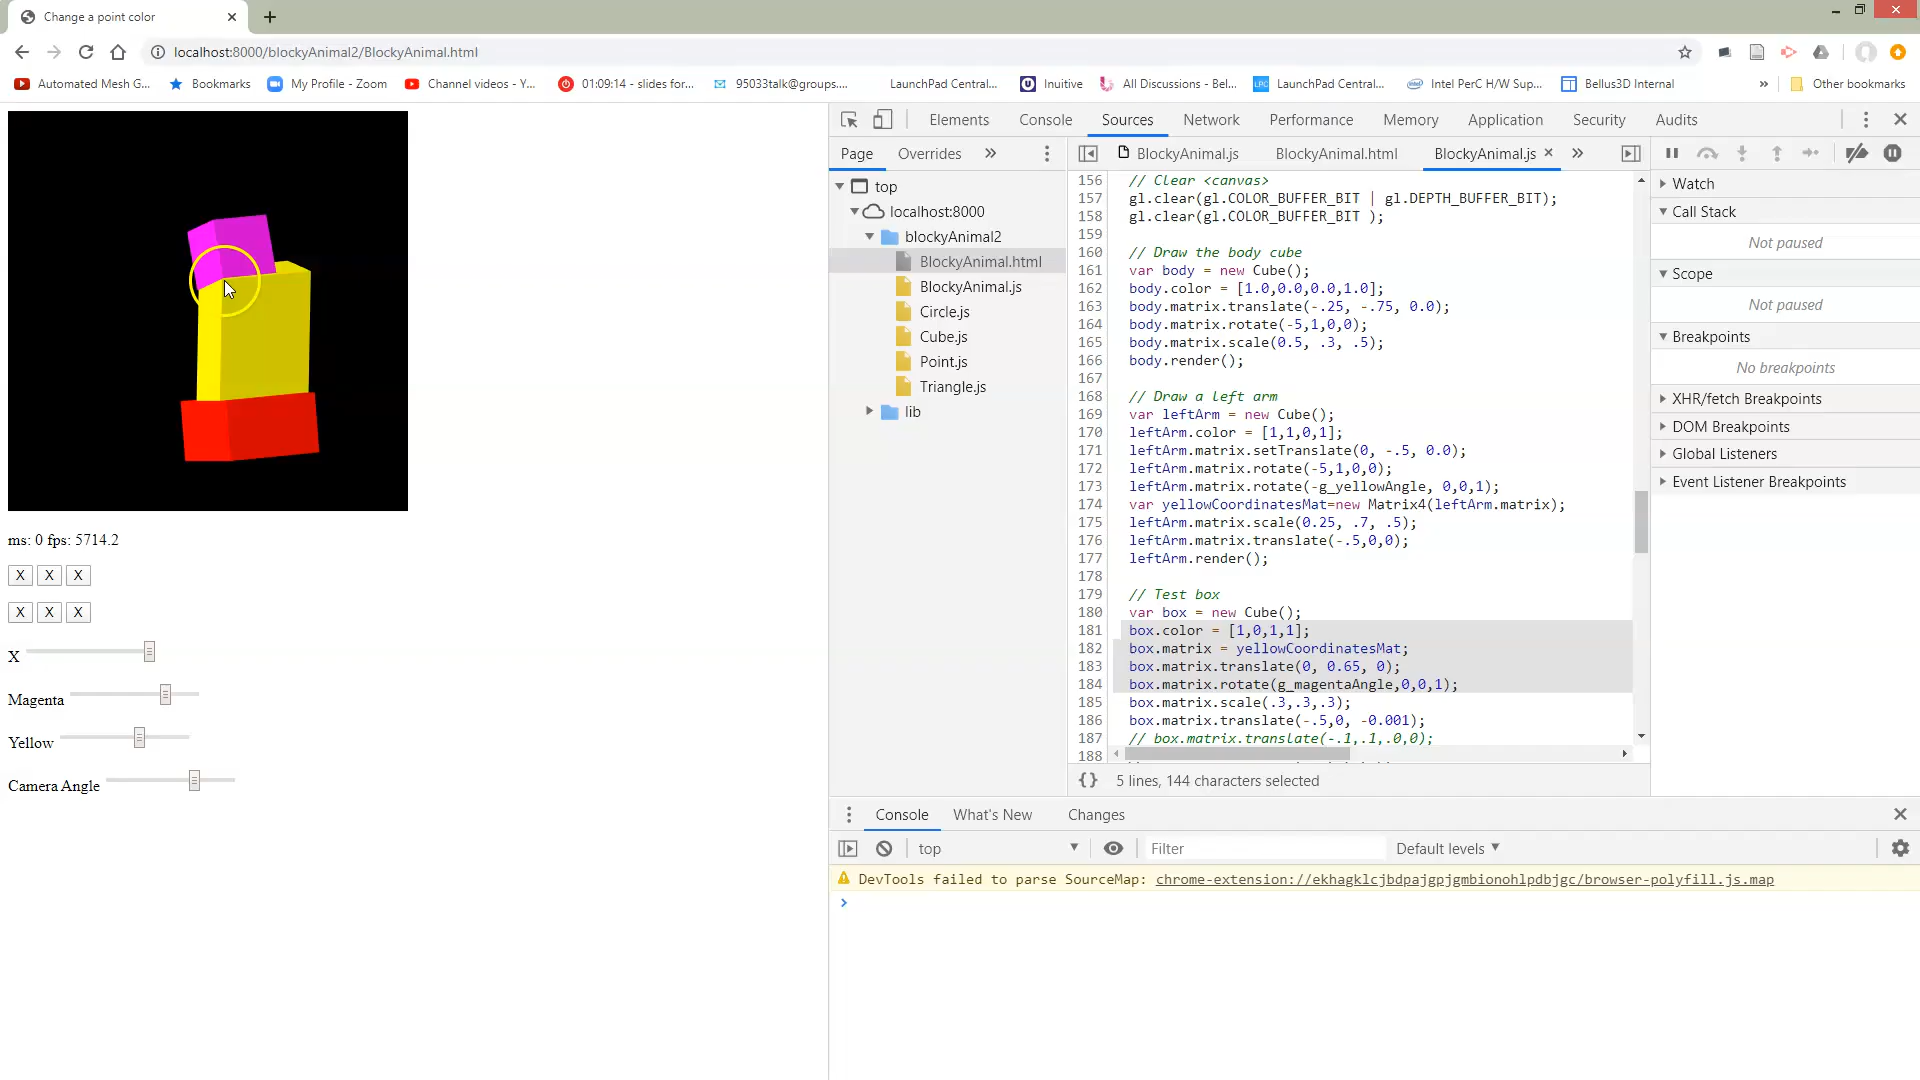 Change a point color
localhost:8000/blockyAnimal2/BlockyAnimal.html
Automated Mesh G... Bookmarks My Profile - Zoom Channel videos - Y... 01:09:14 - slides for... 95033talk@groups.... LaunchPad Central... Inuitive All Discussions - Bel... LaunchPad Central... Intel PerC H/W Sup... Bellus3D Internal » Other bookmarks
Elements Console Sources Network Performance Memory Application Security Audits
Page Overrides » BlockyAnimal.js BlockyAnimal.html BlockyAnimal.js »
top
localhost:8000
blockyAnimal2
BlockyAnimal.html
BlockyAnimal.js
Circle.js
Cube.js
Point.js
Triangle.js
lib
156 // Clear <canvas>
157 gl.clear(gl.COLOR_BUFFER_BIT | gl.DEPTH_BUFFER_BIT);
158 gl.clear(gl.COLOR_BUFFER_BIT );
159
160 // Draw the body cube
161 var body = new Cube();
162 body.color = [1.0,0.0,0.0,1.0];
163 body.matrix.translate(-.25, -.75, 0.0);
164 body.matrix.rotate(-5,1,0,0);
165 body.matrix.scale(0.5, .3, .5);
166 body.render();
167
168 // Draw a left arm
169 var leftArm = new Cube();
170 leftArm.color = [1,1,0,1];
171 leftArm.matrix.setTranslate(0, -.5, 0.0);
172 leftArm.matrix.rotate(-5,1,0,0);
173 leftArm.matrix.rotate(-g_yellowAngle, 0,0,1);
174 var yellowCoordinatesMat=new Matrix4(leftArm.matrix);
175 leftArm.matrix.scale(0.25, .7, .5);
176 leftArm.matrix.translate(-.5,0,0);
177 leftArm.render();
178
179 // Test box
180 var box = new Cube();
181 box.color = [1,0,1,1];
182 box.matrix = yellowCoordinatesMat;
183 box.matrix.translate(0, 0.65, 0);
184 box.matrix.rotate(g_magentaAngle,0,0,1);
185 box.matrix.scale(.3,.3,.3);
186 box.matrix.translate(-.5,0, -0.001);
187 // box.matrix.translate(-.1,.1,.0,0);
188
{ } 5 lines, 144 characters selected
Watch
Call Stack
Not paused
Scope
Not paused
Breakpoints
No breakpoints
XHR/fetch Breakpoints
DOM Breakpoints
Global Listeners
Event Listener Breakpoints
ms: 0 fps: 5714.2
X X X
X X X
X
Magenta
Yellow
Camera Angle
Console What's New Changes
top Filter Default levels
DevTools failed to parse SourceMap: chrome-extension://ekhagklcjbdpajgpjgmbionohlpdbjgc/browser-polyfill.js.map